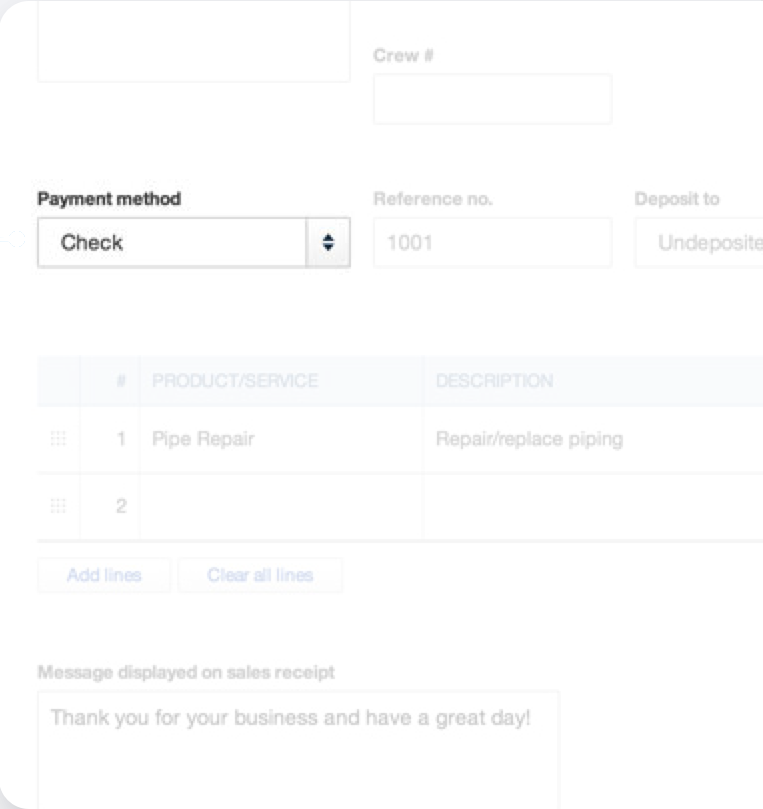 Crew #
Payment method Reference no. Deposit to
Check 1001 Undeposite
# PRODUCT/SERVICE DESCRIPTION
1 Pipe Repair Repair/replace piping
2
Add lines Clear all lines
Message displayed on sales receipt
Thank you for your business and have a great day!